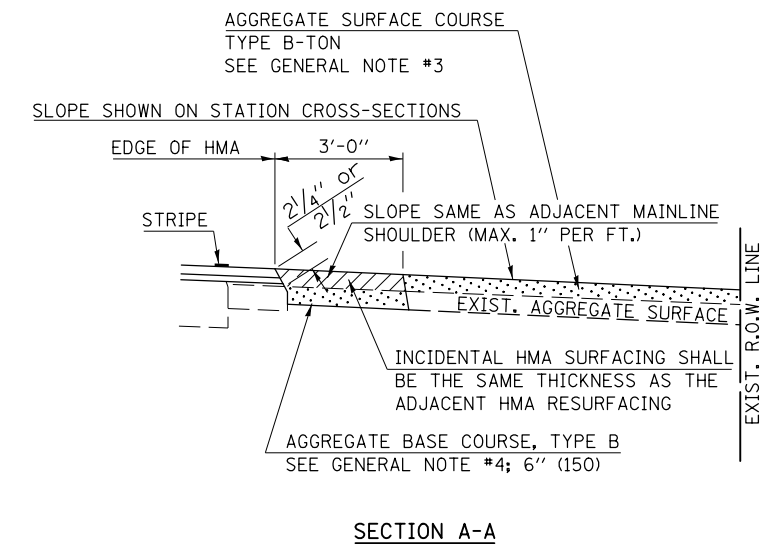 AGGREGATE SURFACE COURSE
TYPE B-TON
SEE GENERAL NOTE #3
SLOPE SHOWN ON STATION CROSS-SECTIONS
EDGE OF HMA
3'-0"
2 1/4" or
2 1/2"
STRIPE
SLOPE SAME AS ADJACENT MAINLINE
SHOULDER (MAX. 1" PER FT.)
EXIST. AGGREGATE SURFACE
EXIST. R.O.W. LINE
INCIDENTAL HMA SURFACING SHALL
BE THE SAME THICKNESS AS THE
ADJACENT HMA RESURFACING
AGGREGATE BASE COURSE, TYPE B
SEE GENERAL NOTE #4; 6" (150)
SECTION A-A